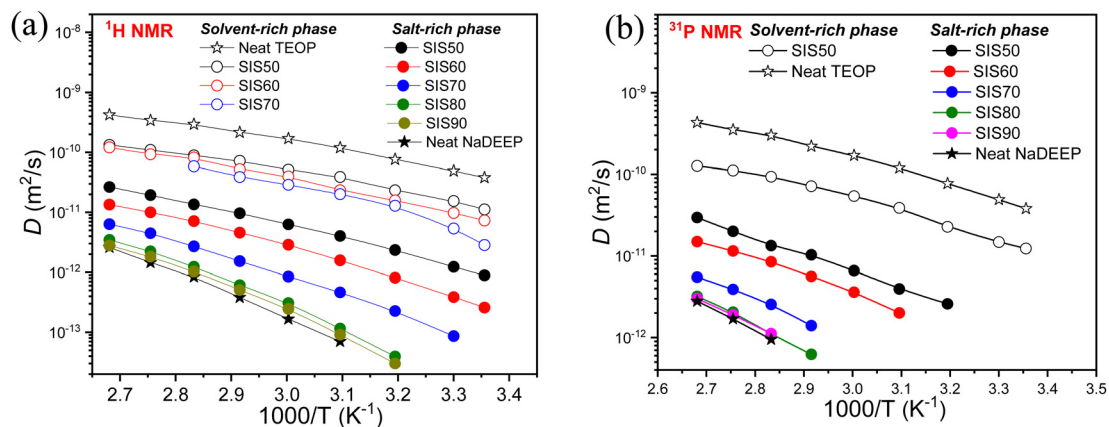 (a)
¹H NMR
Solvent-rich phase
Neat TEOP
SIS50
SIS60
SIS70
Salt-rich phase
SIS50
SIS60
SIS70
SIS80
SIS90
Neat NaDEEP
10⁻⁸
10⁻⁹
10⁻¹⁰
10⁻¹¹
10⁻¹²
10⁻¹³
D (m²/s)
2.7 2.8 2.9 3.0 3.1 3.2 3.3 3.4
1000/T (K⁻¹)
(b)
³¹P NMR
Solvent-rich phase
SIS50
Neat TEOP
Salt-rich phase
SIS50
SIS60
SIS70
SIS80
SIS90
Neat NaDEEP
10⁻⁸
10⁻⁹
10⁻¹⁰
10⁻¹¹
10⁻¹²
D (m²/s)
2.6 2.7 2.8 2.9 3.0 3.1 3.2 3.3 3.4 3.5
1000/T (K⁻¹)